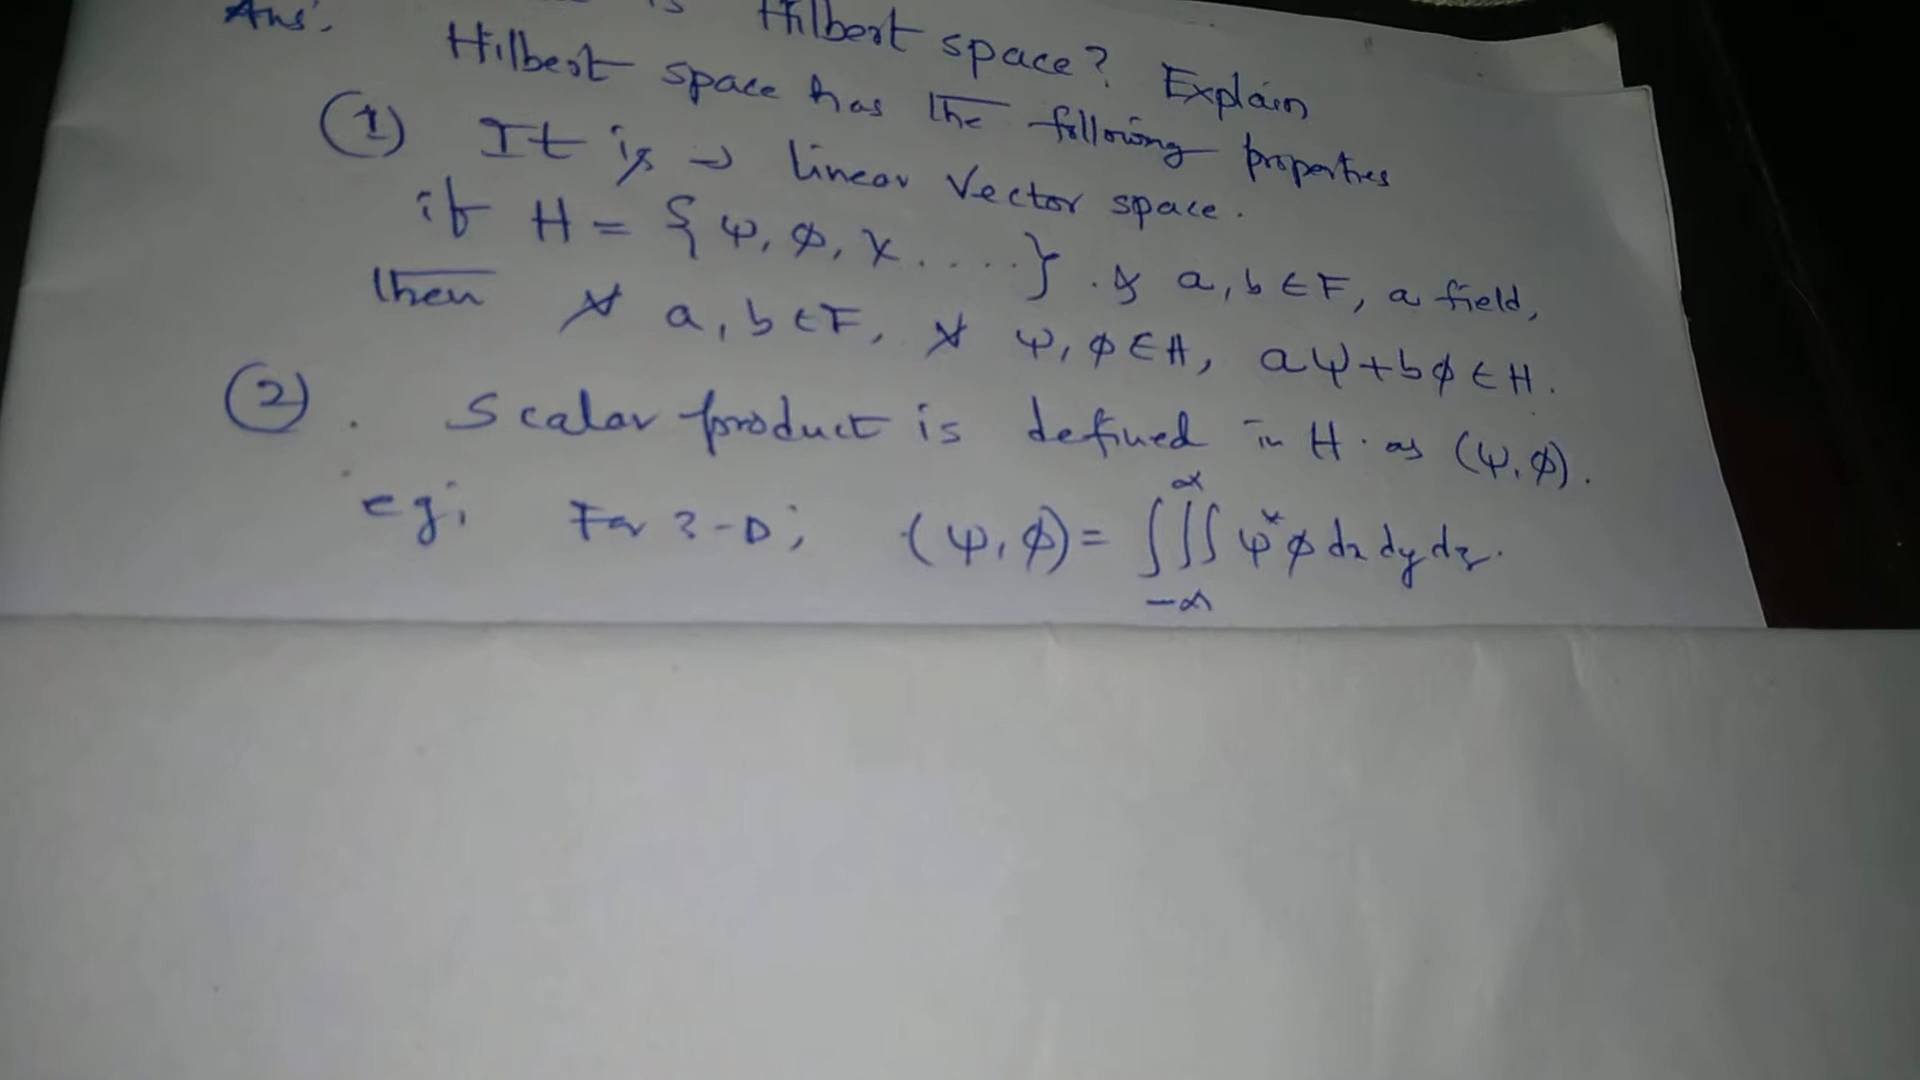 is Hilbert space? Explain
Ans. Hilbert space has the following properties
(1) It is a linear vector space.
if H = {ψ, φ, χ.....}. & a, b ∈ F, a field,
then ∀ a, b ∈ F, ∀ ψ, φ ∈ H, aψ+bφ ∈ H.
(2). Scalar product is defined in H. as (ψ, φ).
eg; For 3-D; (ψ, φ) = ∫∫∫_{-∞}^{∞} ψ*φ dx dy dz.